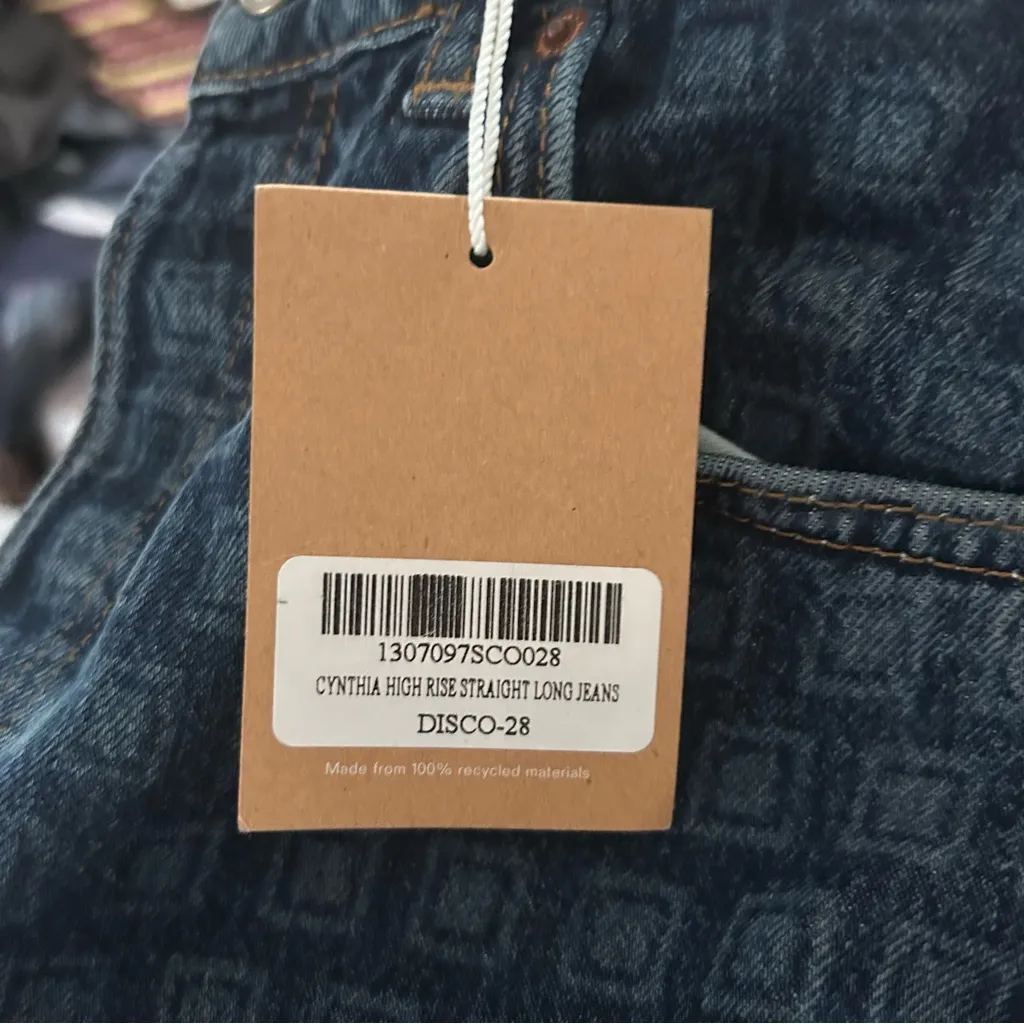 1307097SCO028
CYNTHIA HIGH RISE STRAIGHT LONG JEANS
DISCO-28
Made from 100% recycled materials